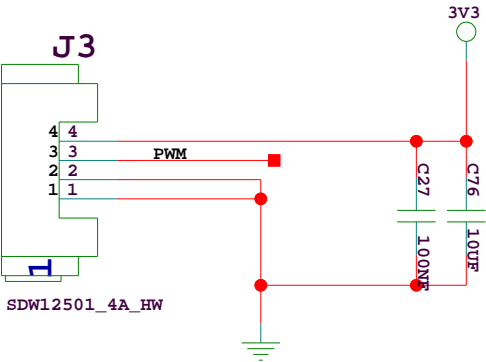 3V3
J3
4 4
3 3
PWM
2 2
1 1
C27
100NF
C76
10UF
1
SDW12501_4A_HW